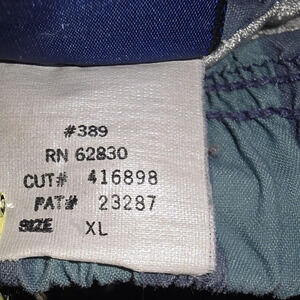 #389
RN 62830
CUT# 416898
PAT# 23287
SIZE XL